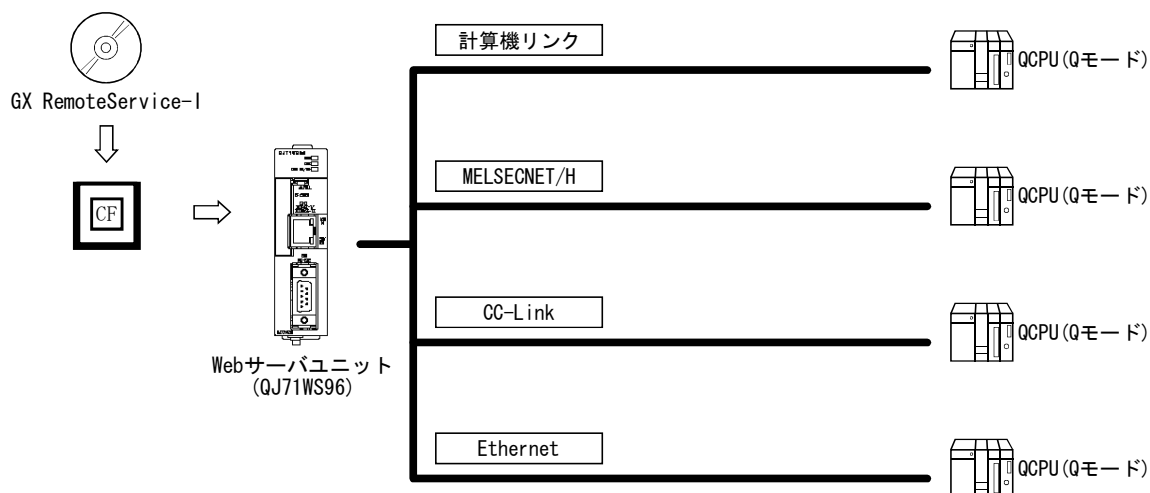 計算機リンク
QCPU(Qモード)
GX RemoteService-I
MELSECNET/H
QCPU(Qモード)
CF
CC-Link
QCPU(Qモード)
Webサーバユニット
(QJ71WS96)
Ethernet
QCPU(Qモード)